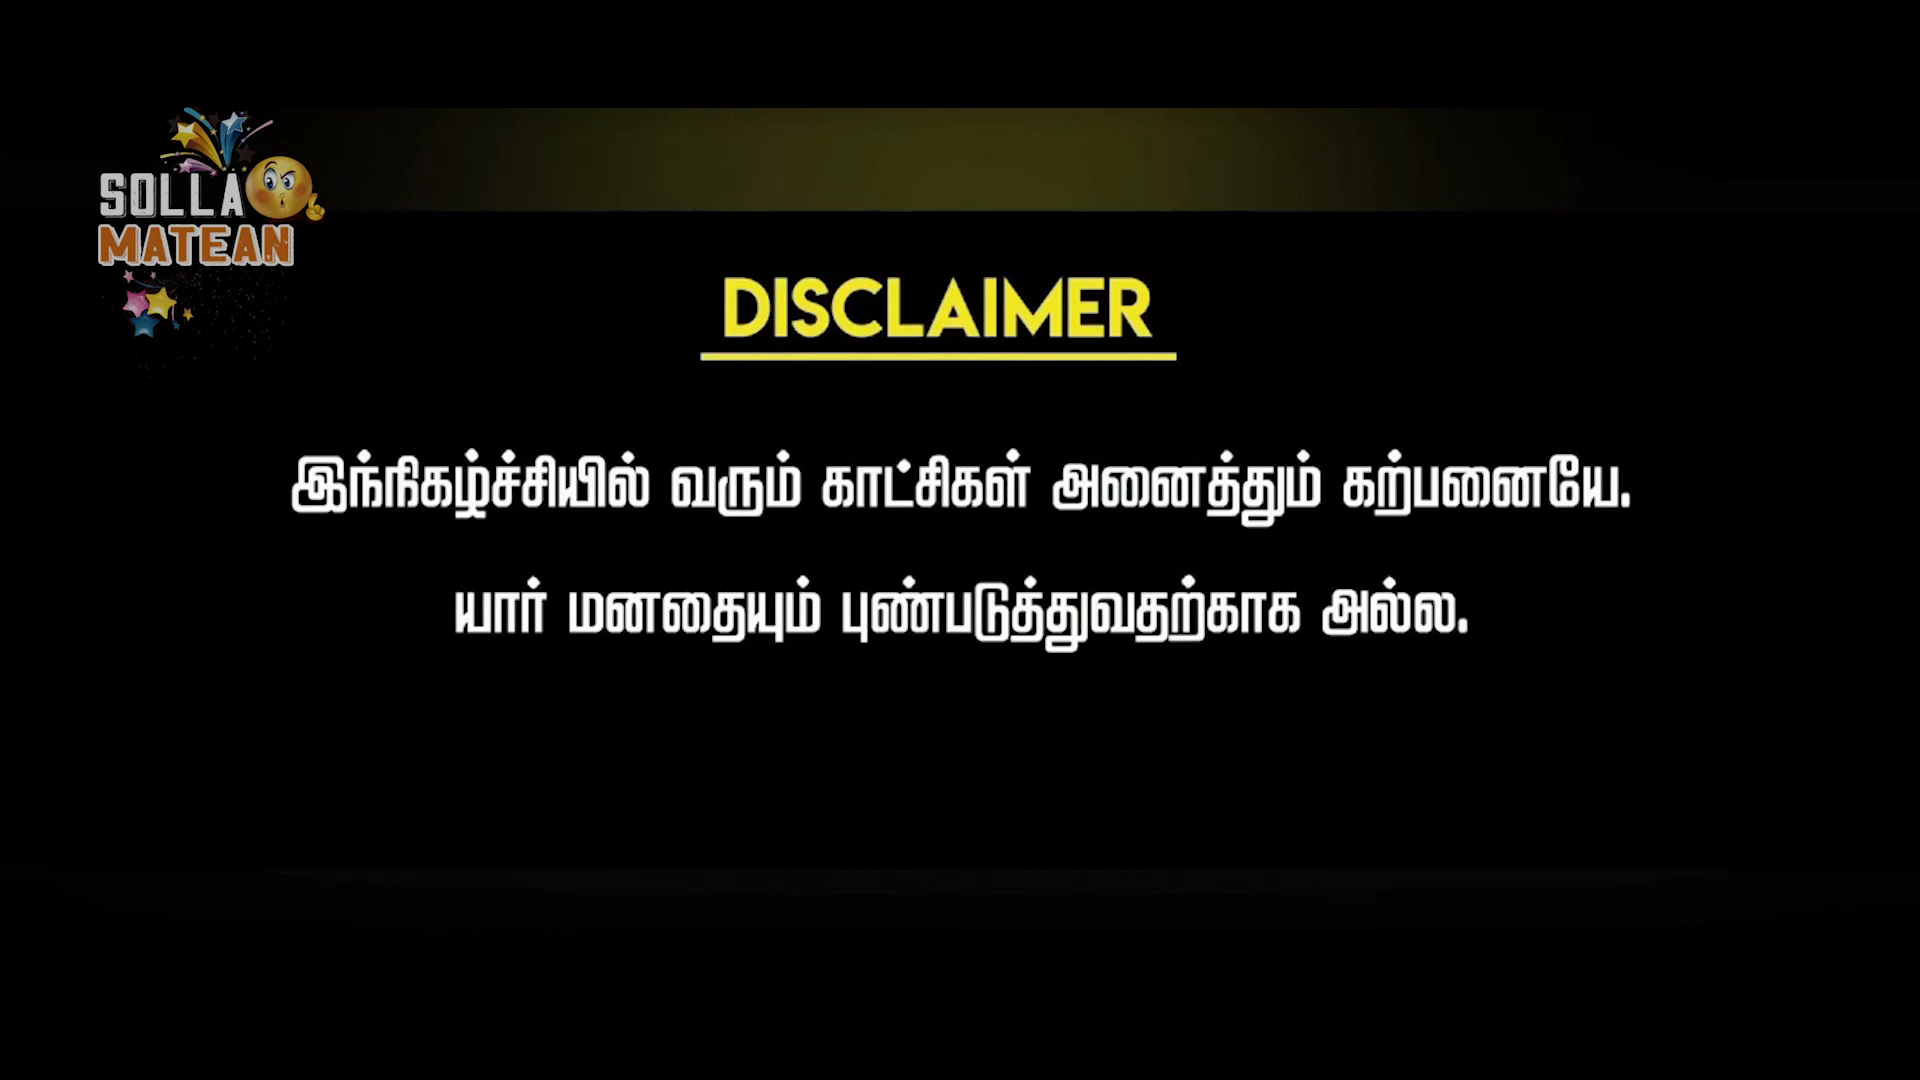 SOLLA
MATEAN
DISCLAIMER
இந்நிகழ்ச்சியில் வரும் காட்சிகள் அனைத்தும் கற்பனையே.
யார் மனதையும் புண்படுத்துவதற்காக அல்ல.